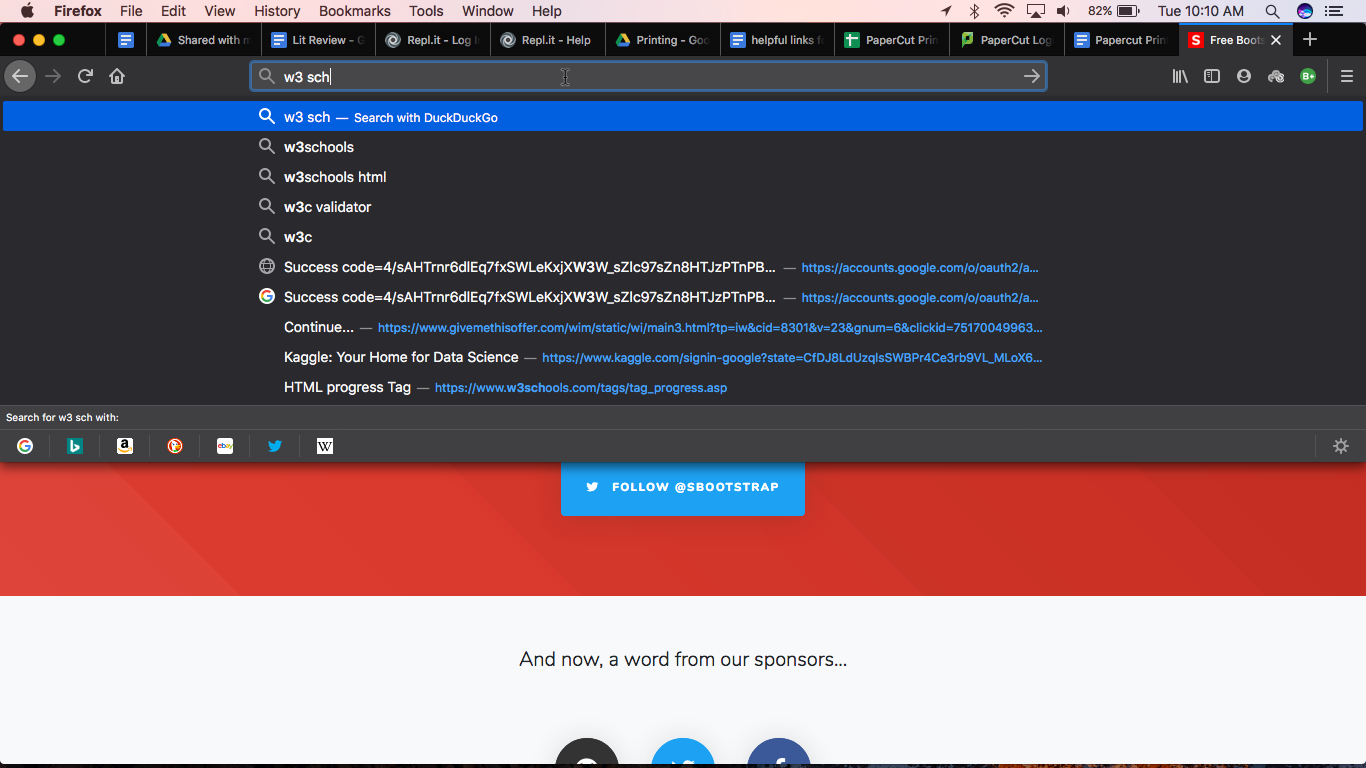 Firefox File Edit View History Bookmarks Tools Window Help 82% Tue 10:10 AM
Shared with m Lit Review - G Repl.it - Log I Repl.it - Help Printing - Goo helpful links f PaperCut Prin PaperCut Log Papercut Prin S Free Boots
w3 sch
w3 sch — Search with DuckDuckGo
w3schools
w3schools html
w3c validator
w3c
Success code=4/sAHTrnr6dlEq7fxSWLeKxjXW3W_sZIc97sZn8HTJzPTnPB... — https://accounts.google.com/o/oauth2/a...
Success code=4/sAHTrnr6dlEq7fxSWLeKxjXW3W_sZIc97sZn8HTJzPTnPB... — https://accounts.google.com/o/oauth2/a...
Continue... — https://www.givemethisoffer.com/wim/static/wi/main3.html?tp=iw&cid=8301&v=23&gnum=6&clickid=75170049963...
Kaggle: Your Home for Data Science — https://www.kaggle.com/signin-google?state=CfDJ8LdUzqlsSWBPr4Ce3rb9VL_MLoX6...
HTML progress Tag — https://www.w3schools.com/tags/tag_progress.asp
Search for w3 sch with:
G b a ebay W
FOLLOW @SBOOTSTRAP
And now, a word from our sponsors...